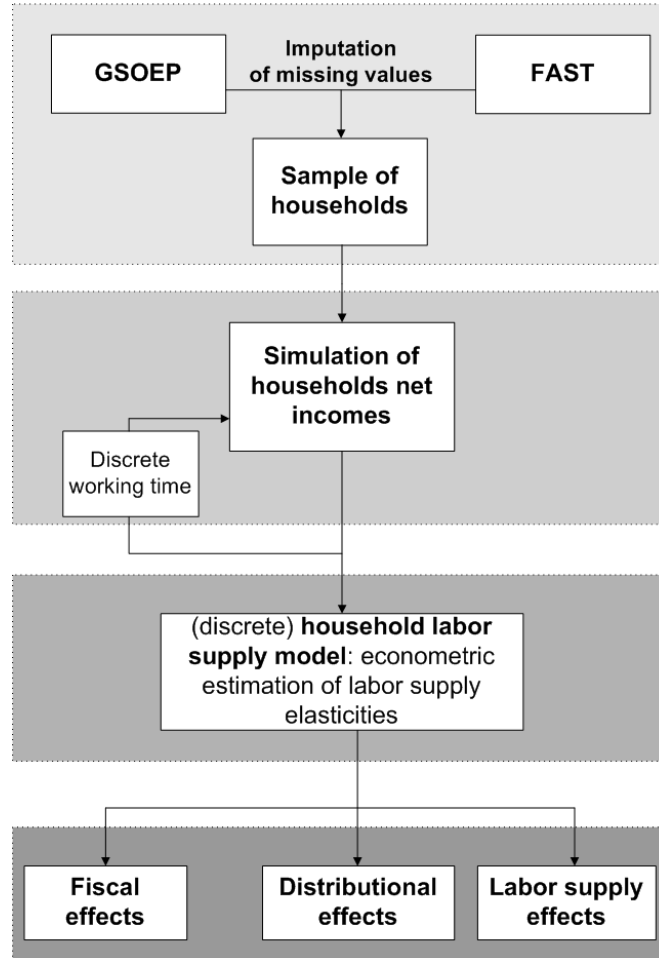 GSOEP
Imputation
of missing values
FAST
Sample of
households
Simulation of
households net
incomes
Discrete
working time
(discrete) household labor
supply model: econometric
estimation of labor supply
elasticities
Fiscal
effects
Distributional
effects
Labor supply
effects